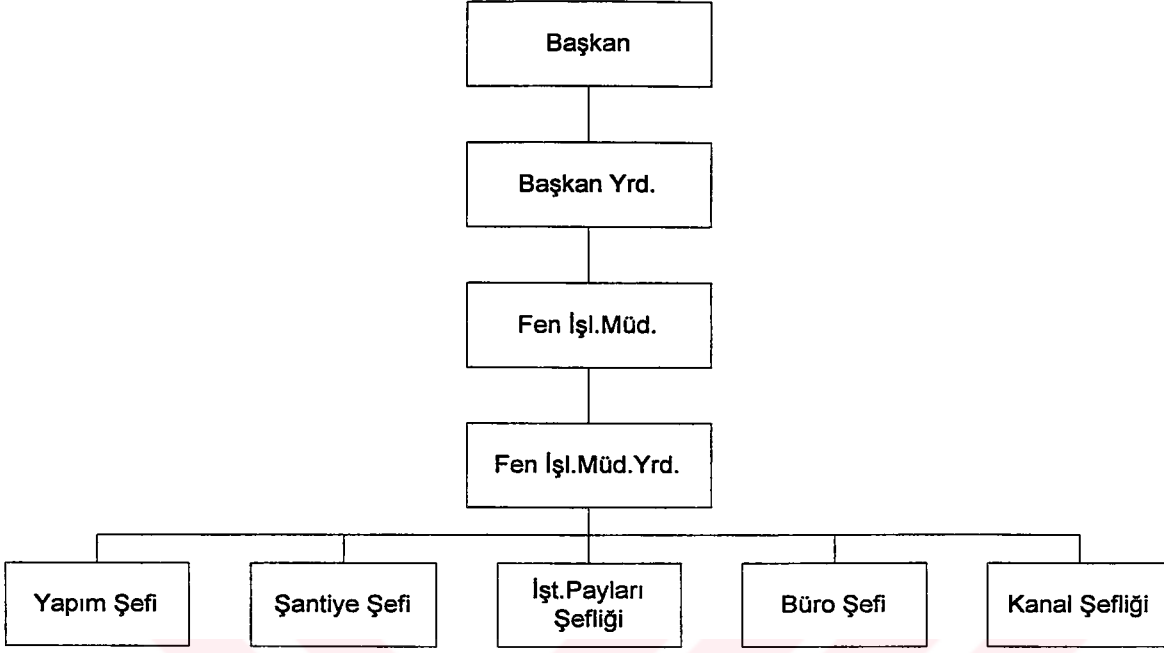 Başkan
Başkan Yrd.
Fen İşl.Müd.
Fen İşl.Müd.Yrd.
Yapım Şefi
Şantiye Şefi
İşt.Payları
Şefliği
Büro Şefi
Kanal Şefliği